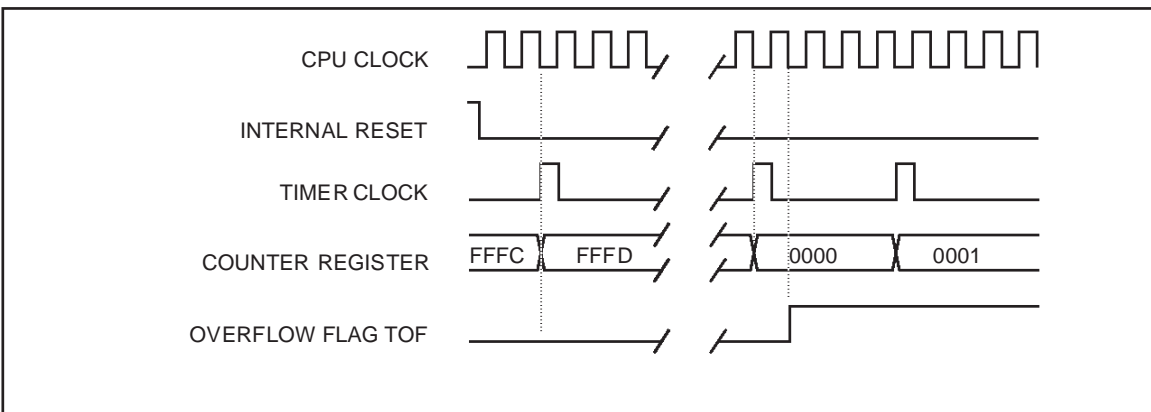 CPU CLOCK
INTERNAL RESET
TIMER CLOCK
COUNTER REGISTER FFFC FFFD 0000 0001
OVERFLOW FLAG TOF